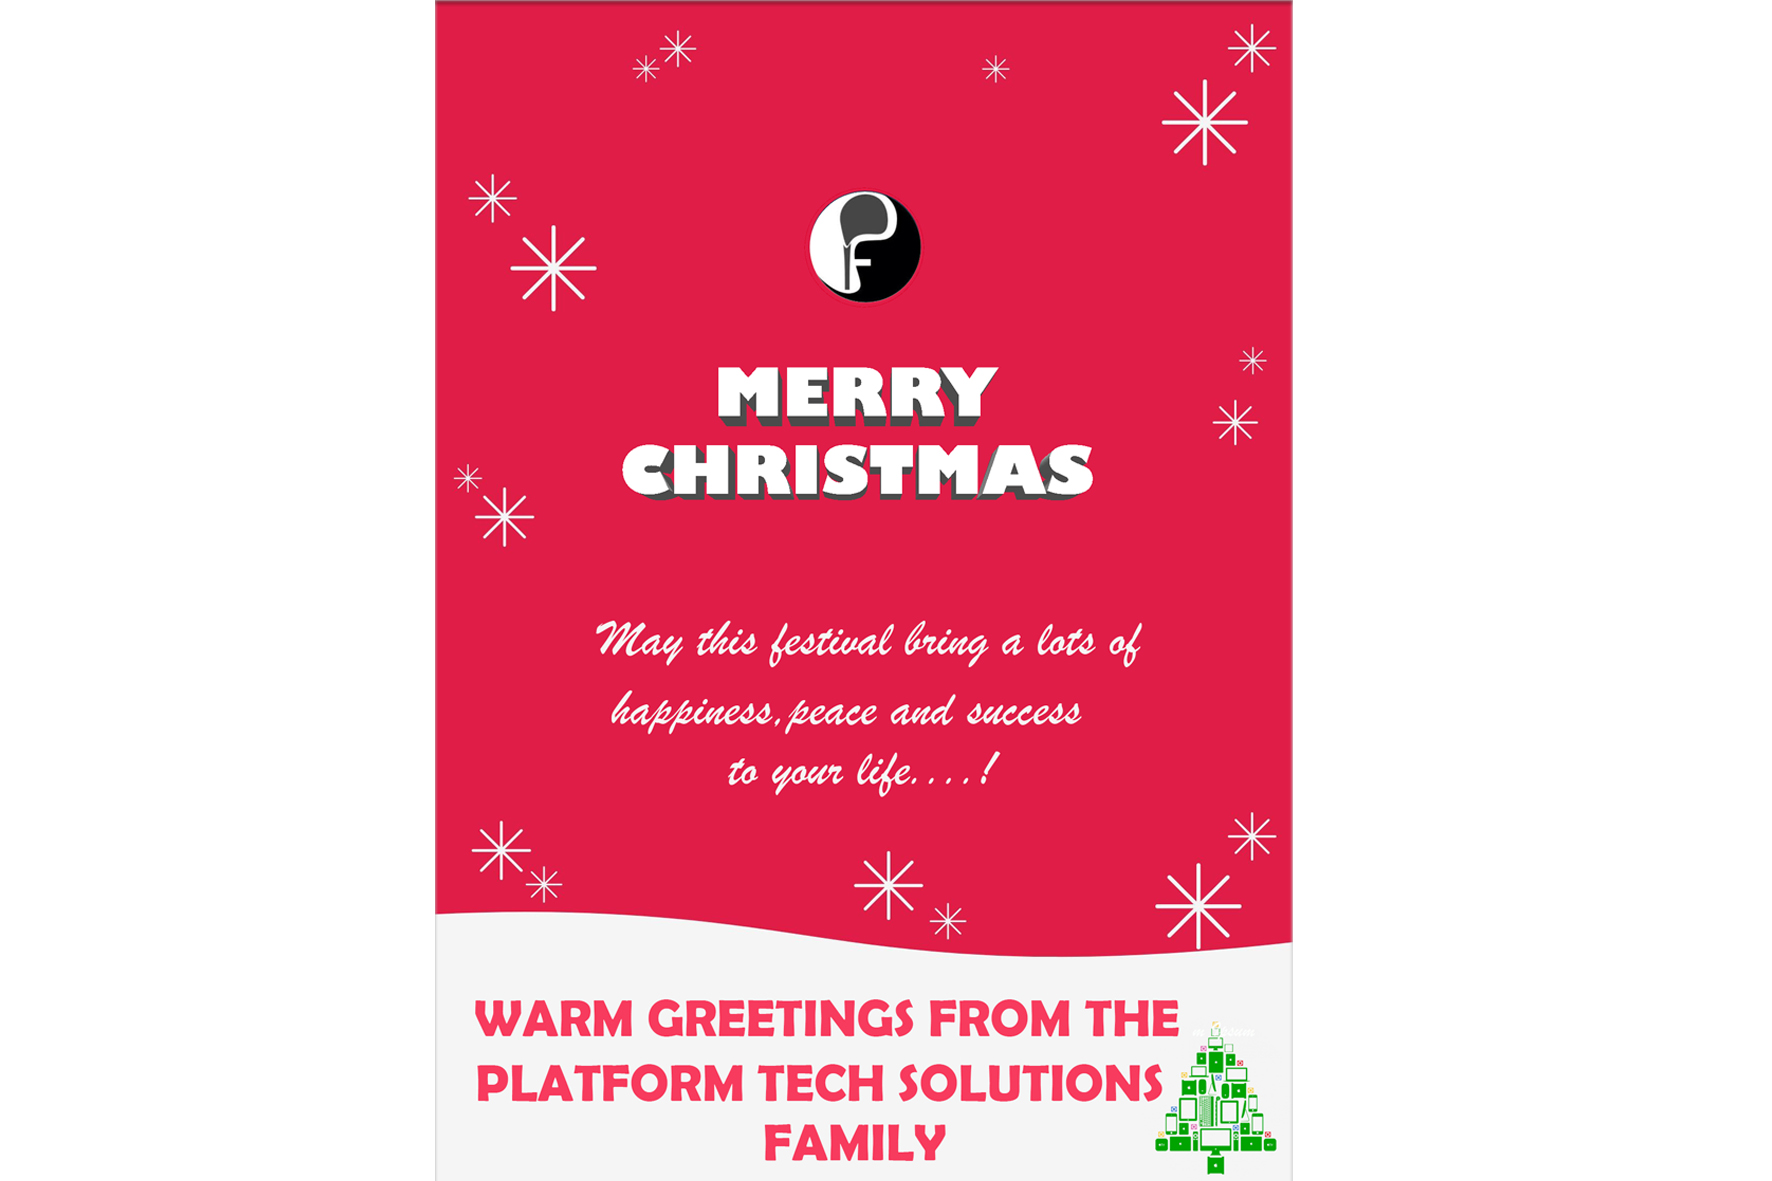 PF
MERRY
CHRISTMAS
May this festival bring a lots of
happiness,peace and success
to your life....!
WARM GREETINGS FROM THE
PLATFORM TECH SOLUTIONS
FAMILY